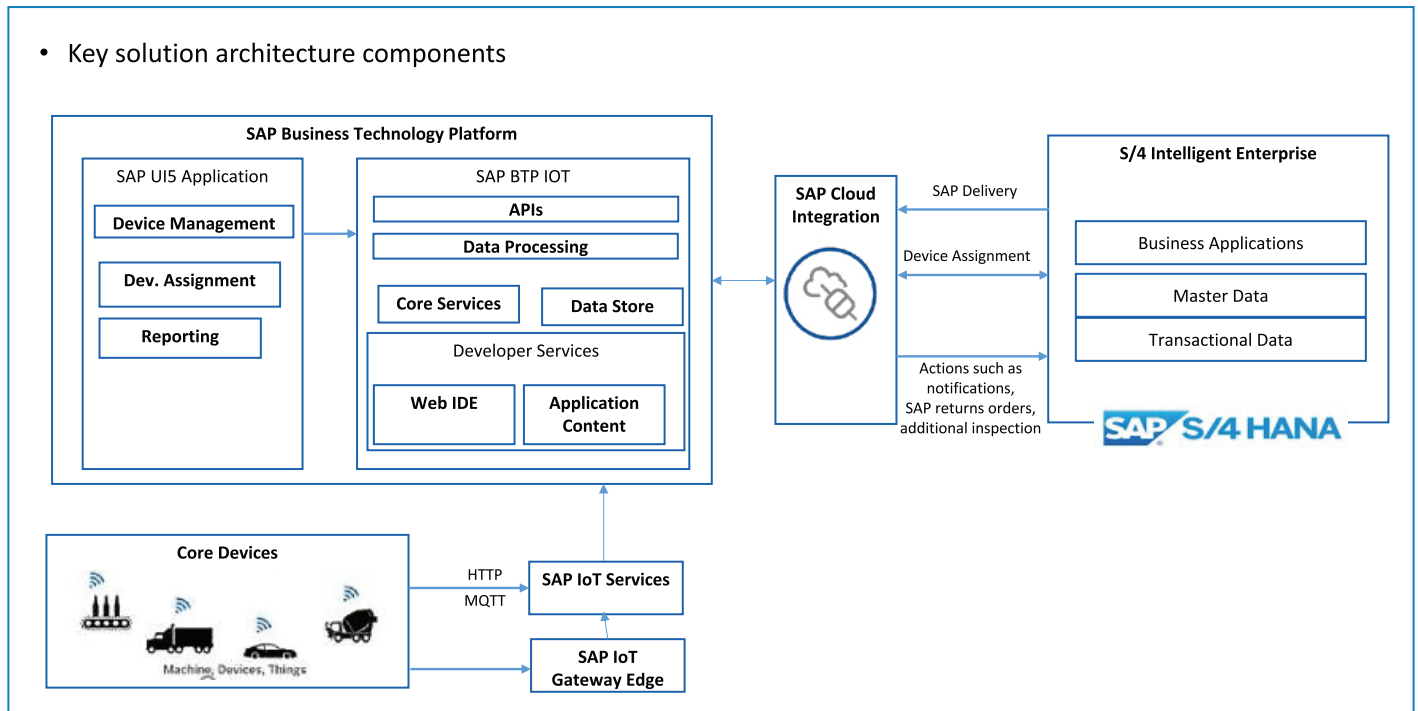 • Key solution architecture components
SAP Business Technology Platform
SAP UI5 Application
Device Management
Dev. Assignment
Reporting
SAP BTP IOT
APIs
Data Processing
Core Services
Data Store
Developer Services
Web IDE
Application
Content
SAP Cloud
Integration
SAP Delivery
Device Assignment
Actions such as
notifications,
SAP returns orders,
additional inspection
S/4 Intelligent Enterprise
Business Applications
Master Data
Transactional Data
SAP S/4 HANA
Core Devices
Machine, Devices, Things
HTTP
MQTT
SAP IoT Services
SAP IoT
Gateway Edge